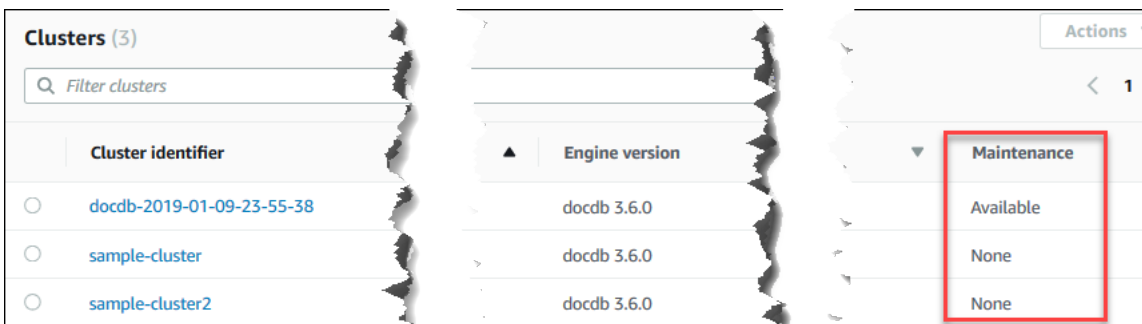 Clusters (3)
Actions
Filter clusters
1
Cluster identifier Engine version Maintenance
docdb-2019-01-09-23-55-38 docdb 3.6.0 Available
sample-cluster docdb 3.6.0 None
sample-cluster2 docdb 3.6.0 None